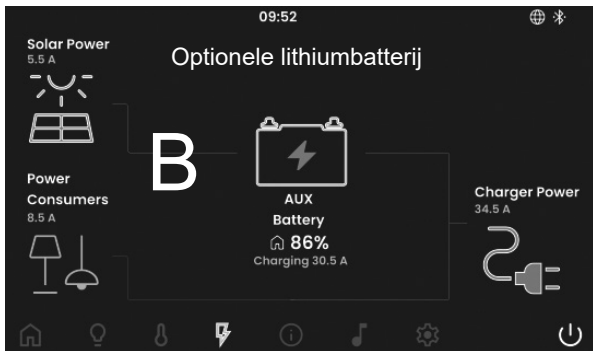 09:52
Solar Power
5.5 A
Optionele lithiumbatterij
B
Power
Consumers
8.5 A
AUX
Battery
86%
Charging 30.5 A
Charger Power
34.5 A